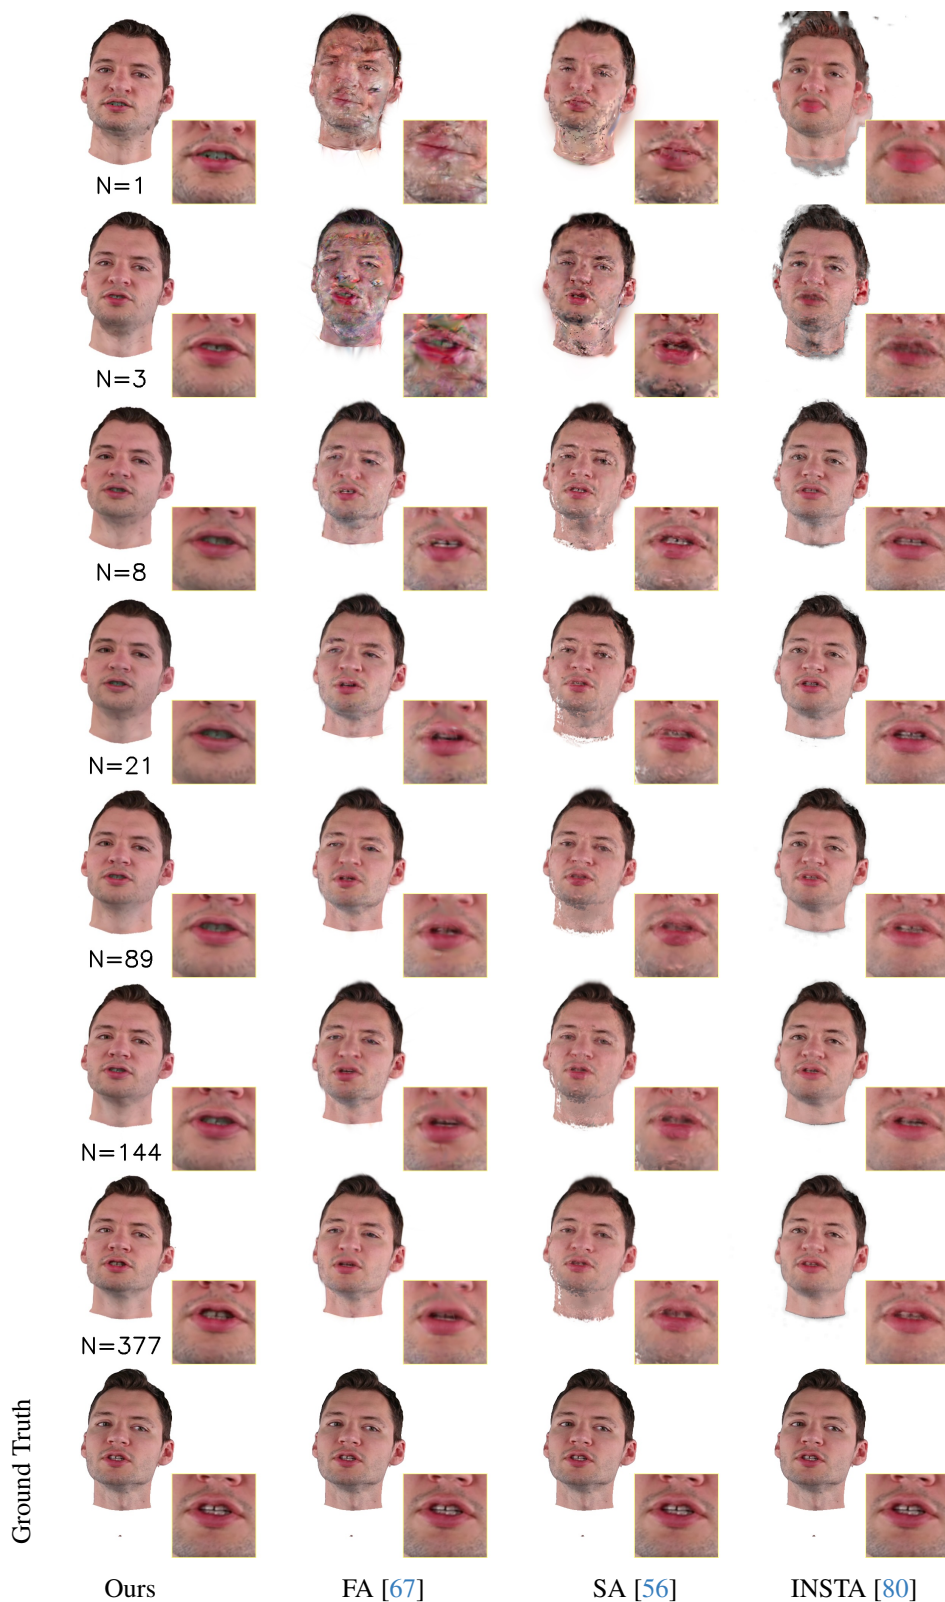 N=1
N=3
N=8
N=21
N=89
N=144
N=377
Ground Truth
Ours
FA [67]
SA [56]
INSTA [80]